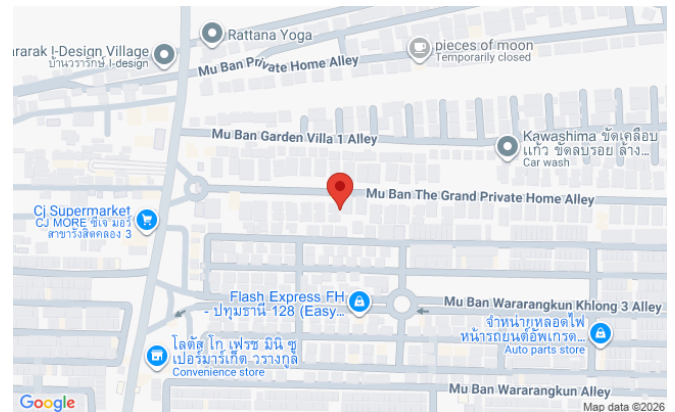 Rattana Yoga
ararak I-Design Village
บ้านวรารักษ์ I-design
pieces of moon
Temporarily closed
Mu Ban Private Home Alley
Mu Ban Garden Villa 1 Alley
Kawashima ขัดเคลือบ
แก้ว ขัดลบรอย ล้าง...
Car wash
Mu Ban The Grand Private Home Alley
Cj Supermarket
CJ MORE ซีเจ มอร์
สาขารังสิตคลอง 3
Flash Express FH
- ปทุมธานี 128 (Easy...
Mu Ban Wararangkun Khlong 3 Alley
จําหน่ายหลอดไฟ
หน้ารถยนต์อัพเกรด...
Auto parts store
โลตัส โก เฟรช มินิ ซู
เปอร์มาร์เก็ต วรางกูล
Convenience store
Mu Ban Wararangkun Alley
Google
Map data ©2026